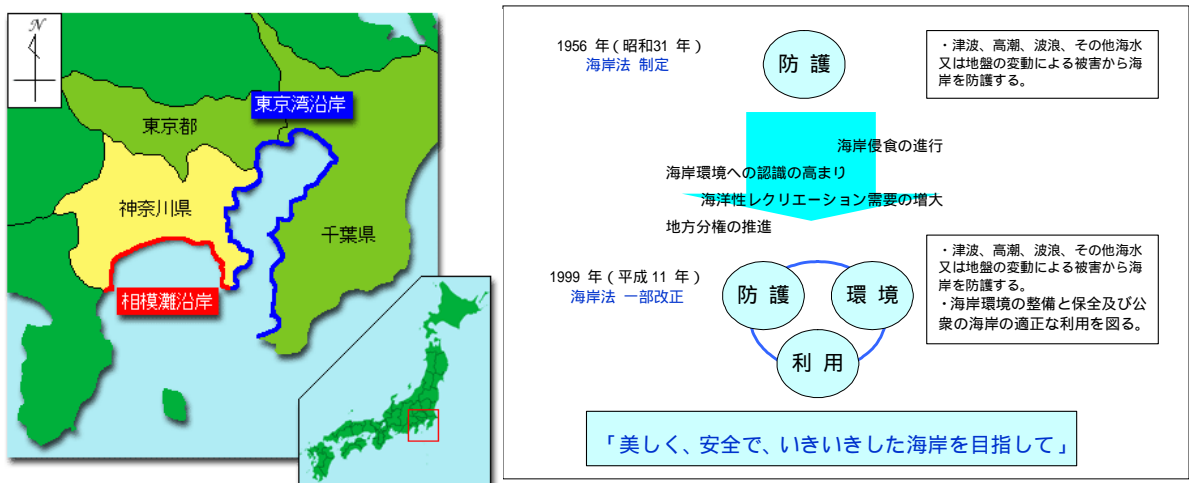 N
東京湾沿岸
東京都
神奈川県
千葉県
相模灘沿岸
1956 年(昭和31 年)
海岸法 制定
防 護
・津波、高潮、波浪、その他海水
又は地盤の変動による被害から海
岸を防護する。
海岸侵食の進行
海岸環境への認識の高まり
海洋性レクリエーション需要の増大
地方分権の推進
1999 年(平成 11 年)
海岸法 一部改正
防 護
環 境
利 用
・津波、高潮、波浪、その他海水
又は地盤の変動による被害から海
岸を防護する。
・海岸環境の整備と保全及び公
衆の海岸の適正な利用を図る。
「美しく、安全で、いきいきした海岸を目指して」